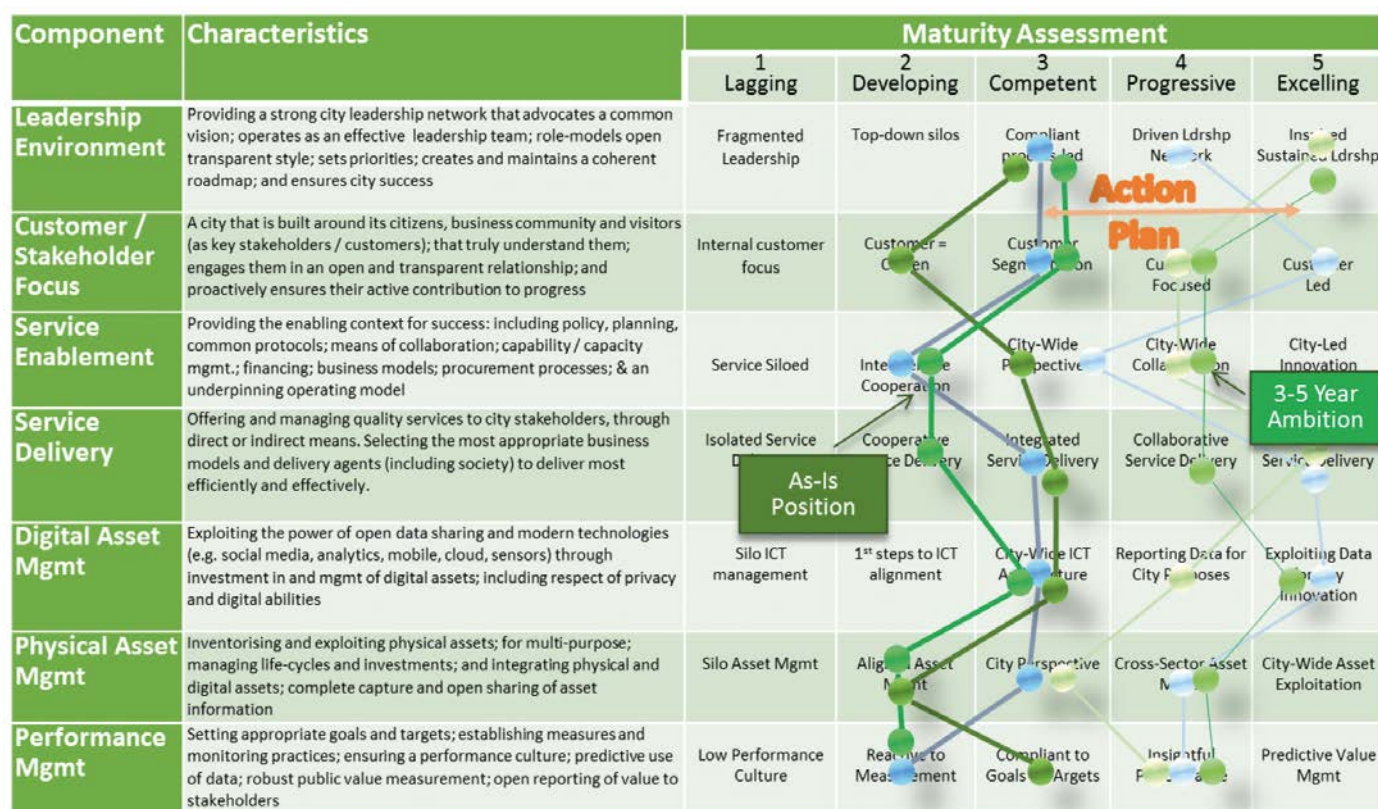 Component
Characteristics
Maturity Assessment
1
Lagging
2
Developing
3
Competent
4
Progressive
5
Excelling
Leadership
Environment
Providing a strong city leadership network that advocates a common
vision; operates as an effective leadership team; role-models open
transparent style; sets priorities; creates and maintains a coherent
roadmap; and ensures city success
Fragmented
Leadership
Top-down silos
Compliant
led
Driven Ldrshp
Sustained Ldrshp
Action
Plan
Customer /
Stakeholder
Focus
A city that is built around its citizens, business community and visitors
(as key stakeholders / customers); that truly understand them;
engages them in an open and transparent relationship; and
proactively ensures their active contribution to progress
Internal customer
focus
Customer =
Customer
Focused
Led
Service
Enablement
Providing the enabling context for success: including policy, planning,
common protocols; means of collaboration; capability / capacity
mgmt.; financing; business models; procurement processes; & an
underpinning operating model
Service Siloed
Cooperation
City-Wide
City-Wide
City-Led
Innovation
3-5 Year
Ambition
Service
Delivery
Offering and managing quality services to city stakeholders, through
direct or indirect means. Selecting the most appropriate business
models and delivery agents (including society) to deliver most
efficiently and effectively.
Isolated Service
Cooperative
Delivery
Integrated
Service Delivery
Collaborative
Service Delivery
Service Delivery
As-Is
Position
Digital Asset
Mgmt
Exploiting the power of open data sharing and modern technologies
(e.g. social media, analytics, mobile, cloud, sensors) through
investment in and mgmt of digital assets; including respect of privacy
and digital abilities
Silo ICT
management
1st steps to ICT
alignment
City-Wide ICT
Reporting Data for
City Purposes
Exploiting Data
Innovation
Physical Asset
Mgmt
Inventorising and exploiting physical assets; for multi-purpose;
managing life-cycles and investments; and integrating physical and
digital assets; complete capture and open sharing of asset
information
Silo Asset Mgmt
Asset
City Perspective
Cross-Sector Asset
City-Wide Asset
Exploitation
Performance
Mgmt
Setting appropriate goals and targets; establishing measures and
monitoring practices; ensuring a performance culture; predictive use
of data; robust public value measurement; open reporting of value to
stakeholders
Low Performance
Culture
Reactive to
Compliant to
Goals
Insightful
Predictive Value
Mgmt